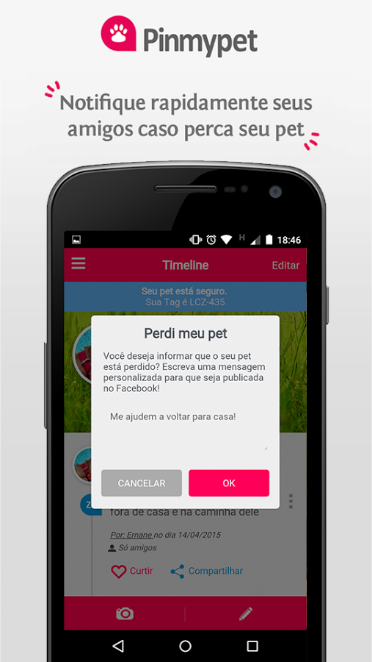 Pinmypet
Notifique rapidamente seus
amigos caso perca seu pet
H 18:46
Timeline
Editar
Seu pet está seguro.
Sua Tag é LCZ-435
Perdi meu pet
Você deseja informar que o seu pet
está perdido? Escreva uma mensagem
personalizada para que seja publicada
no Facebook!
Me ajudem a voltar para casa!
CANCELAR
OK
Z
fora de casa e na caminha dele
Por: Ernane no dia 14/04/2015
Só amigos
Curtir
Compartilhar